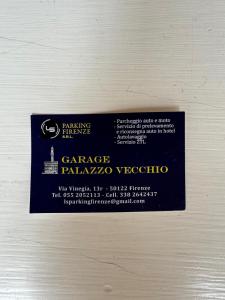 LS
PARKING
FIRENZE
S.R.L.
- Parcheggio auto e moto
- Servizio di prelevamento
e riconsegna auto in hotel
- Autolavaggio
- Servizio ZTL
GARAGE
PALAZZO VECCHIO
Via Vinegia, 13r - 50122 Firenze
Tel. 055 2052113 - Cell. 338 2642437
lsparkingfirenze@gmail.com